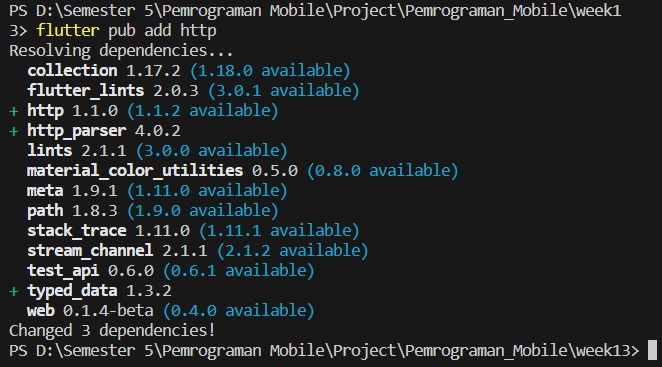 PS D:\Semester 5\Pemrograman Mobile\Project\Pemrograman_Mobile\week1
3> flutter pub add http
Resolving dependencies...
  collection 1.17.2 (1.18.0 available)
  flutter_lints 2.0.3 (3.0.1 available)
+ http 1.1.0 (1.1.2 available)
+ http_parser 4.0.2
  lints 2.1.1 (3.0.0 available)
  material_color_utilities 0.5.0 (0.8.0 available)
  meta 1.9.1 (1.11.0 available)
  path 1.8.3 (1.9.0 available)
  stack_trace 1.11.0 (1.11.1 available)
  stream_channel 2.1.1 (2.1.2 available)
  test_api 0.6.0 (0.6.1 available)
+ typed_data 1.3.2
  web 0.1.4-beta (0.4.0 available)
Changed 3 dependencies!
PS D:\Semester 5\Pemrograman Mobile\Project\Pemrograman_Mobile\week13>